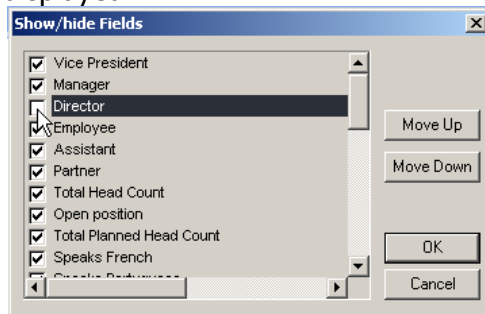 Show/hide Fields
Vice President
Manager
Director
Employee
Assistant
Partner
Total Head Count
Open position
Total Planned Head Count
Speaks French
Move Up
Move Down
OK
Cancel